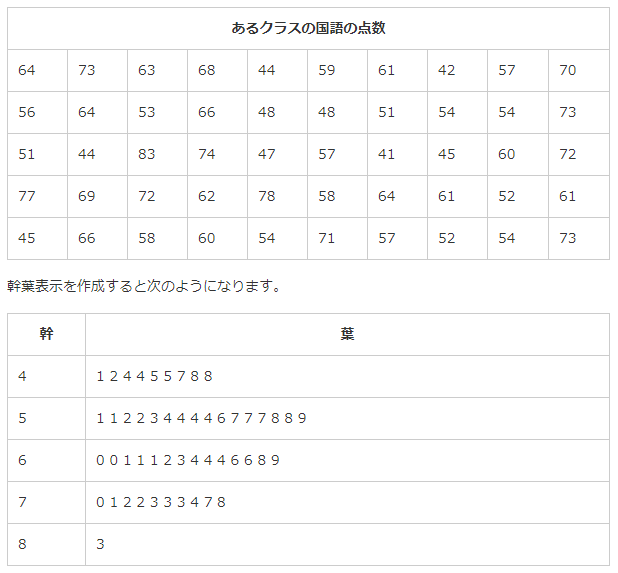 あるクラスの国語の点数
64 73 63 68 44 59 61 42 57 70
56 64 53 66 48 48 51 54 54 73
51 44 83 74 47 57 41 45 60 72
77 69 72 62 78 58 64 61 52 61
45 66 58 60 54 71 57 52 54 73
幹葉表示を作成すると次のようになります。
幹 葉
4 1 2 4 4 5 5 7 8 8
5 1 1 2 2 3 4 4 4 4 6 7 7 7 8 8 9
6 0 0 1 1 1 2 3 4 4 4 6 6 8 9
7 0 1 2 2 3 3 3 4 7 8
8 3